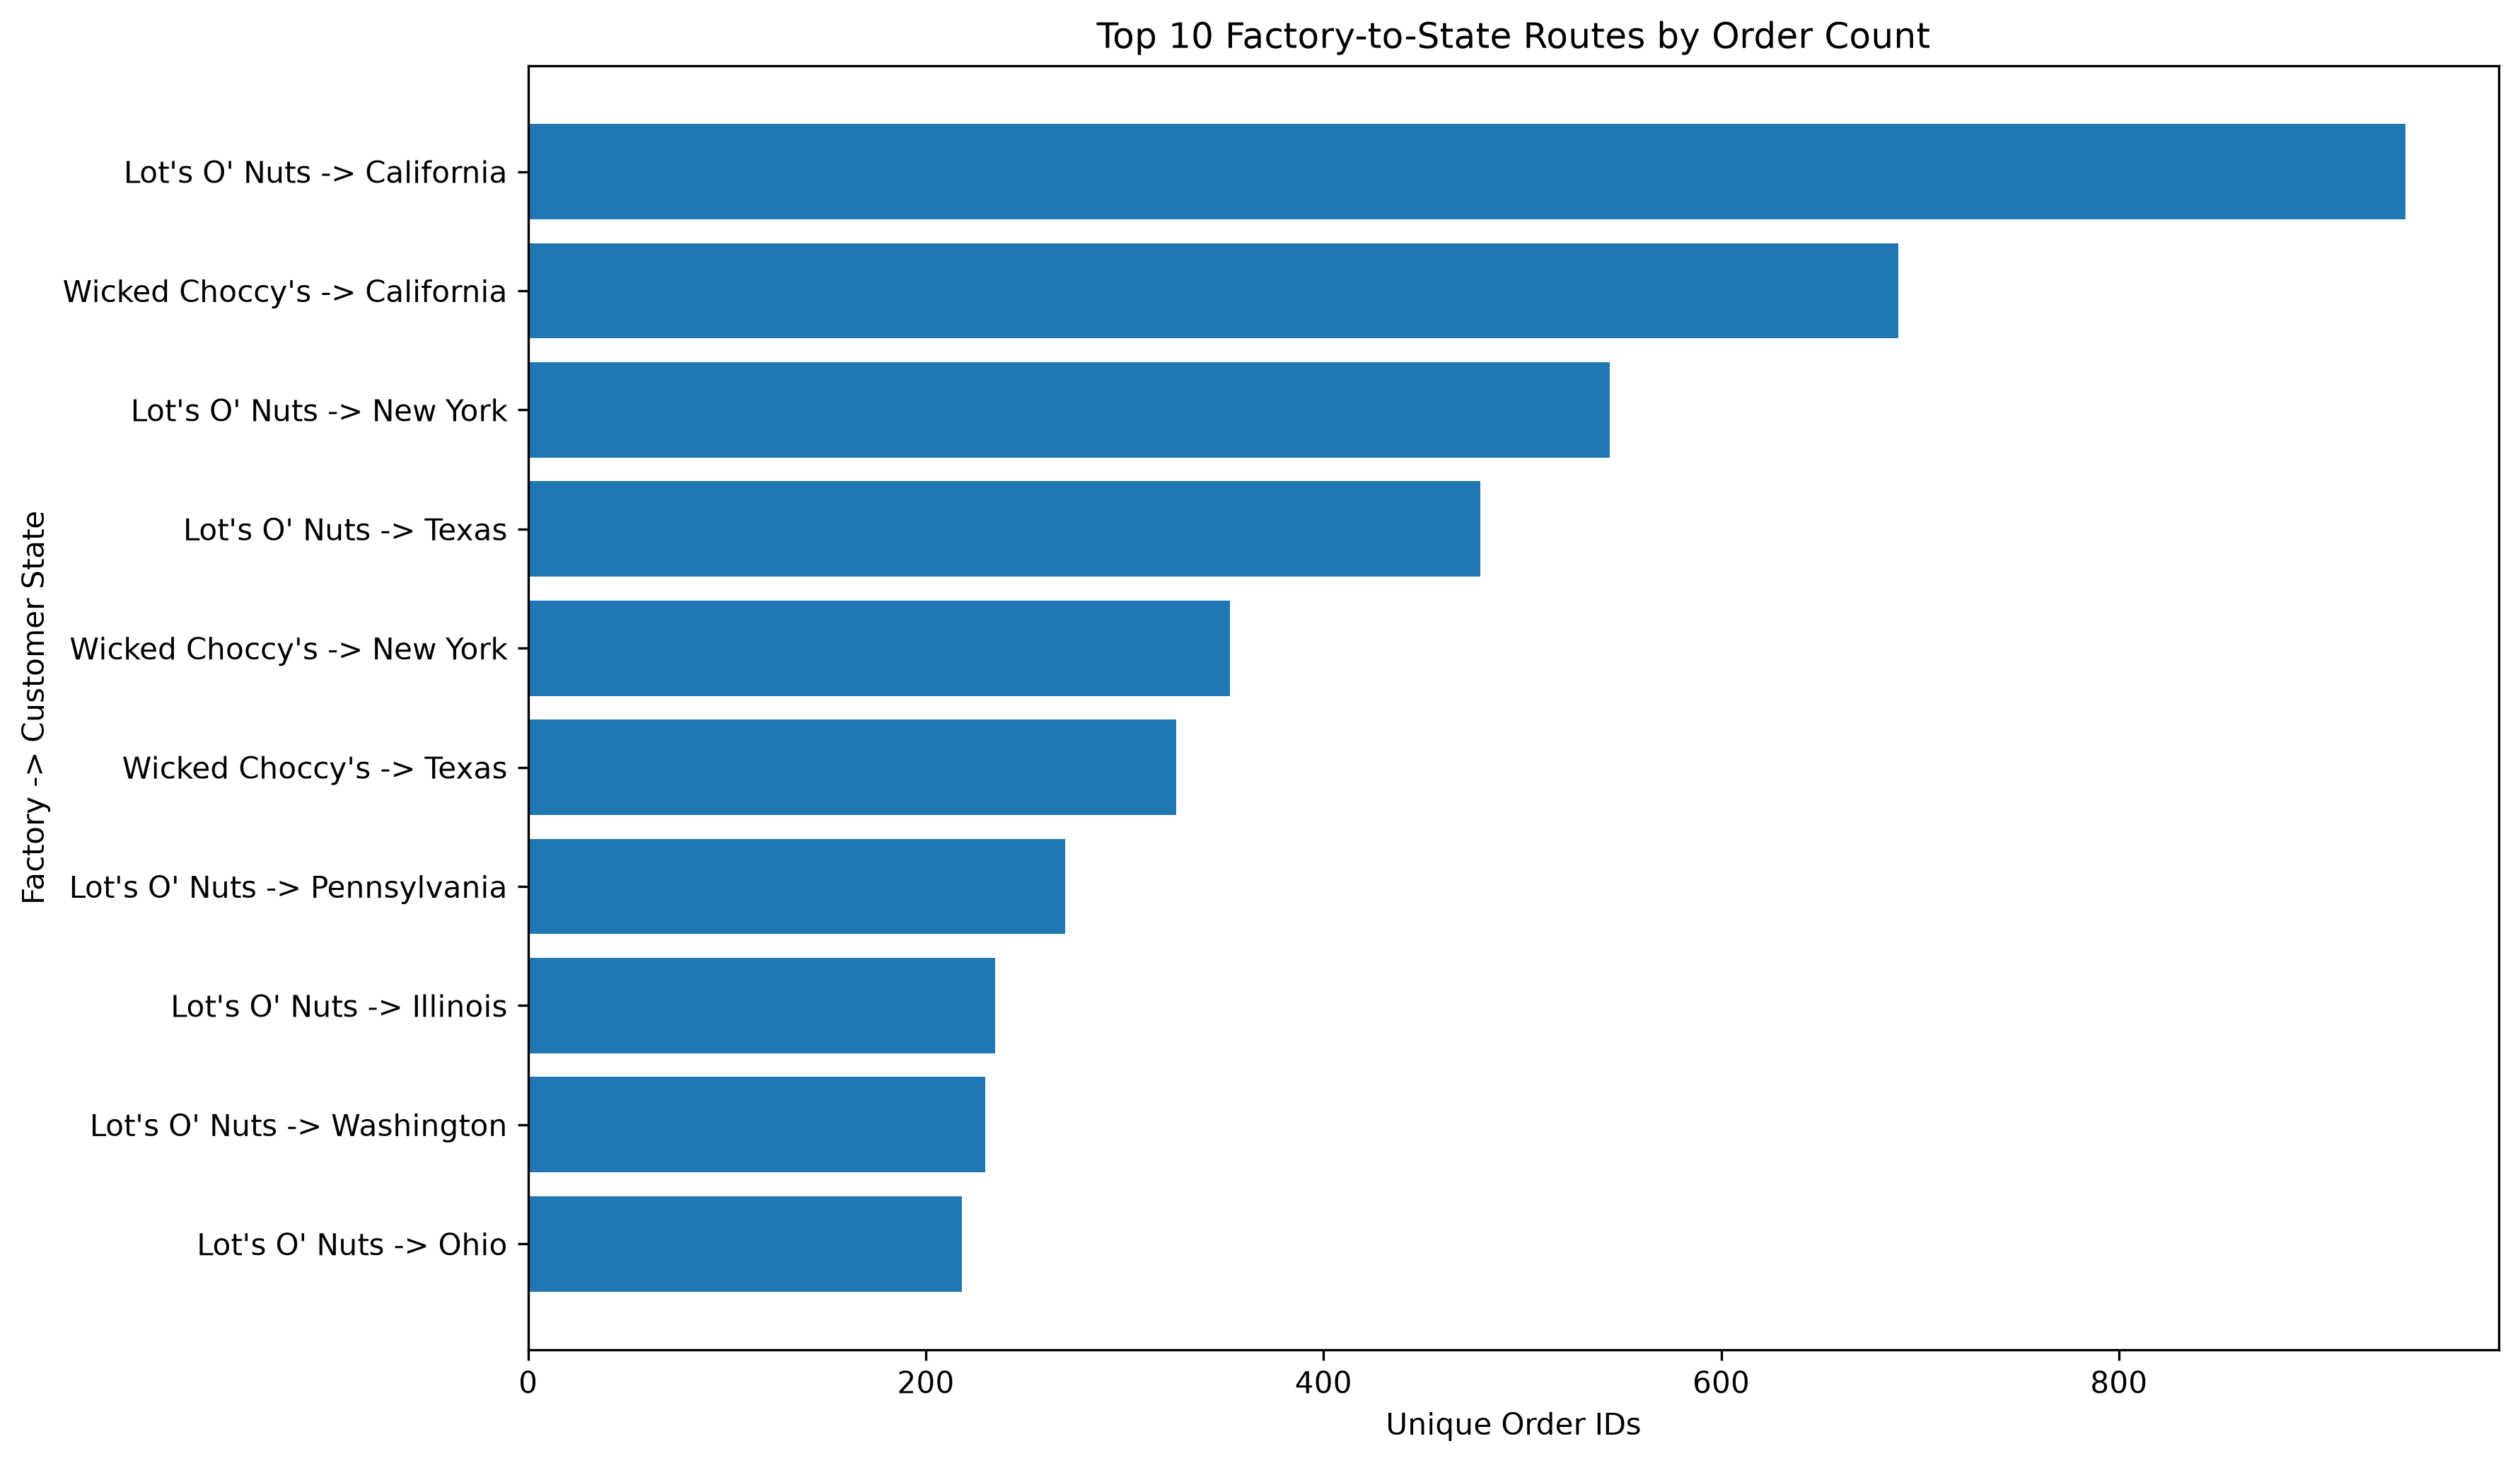 Top 10 Factory-to-State Routes by Order Count
Factory -> Customer State
Lot's O' Nuts -> California
Wicked Choccy's -> California
Lot's O' Nuts -> New York
Lot's O' Nuts -> Texas
Wicked Choccy's -> New York
Wicked Choccy's -> Texas
Lot's O' Nuts -> Pennsylvania
Lot's O' Nuts -> Illinois
Lot's O' Nuts -> Washington
Lot's O' Nuts -> Ohio
0 200 400 600 800
Unique Order IDs